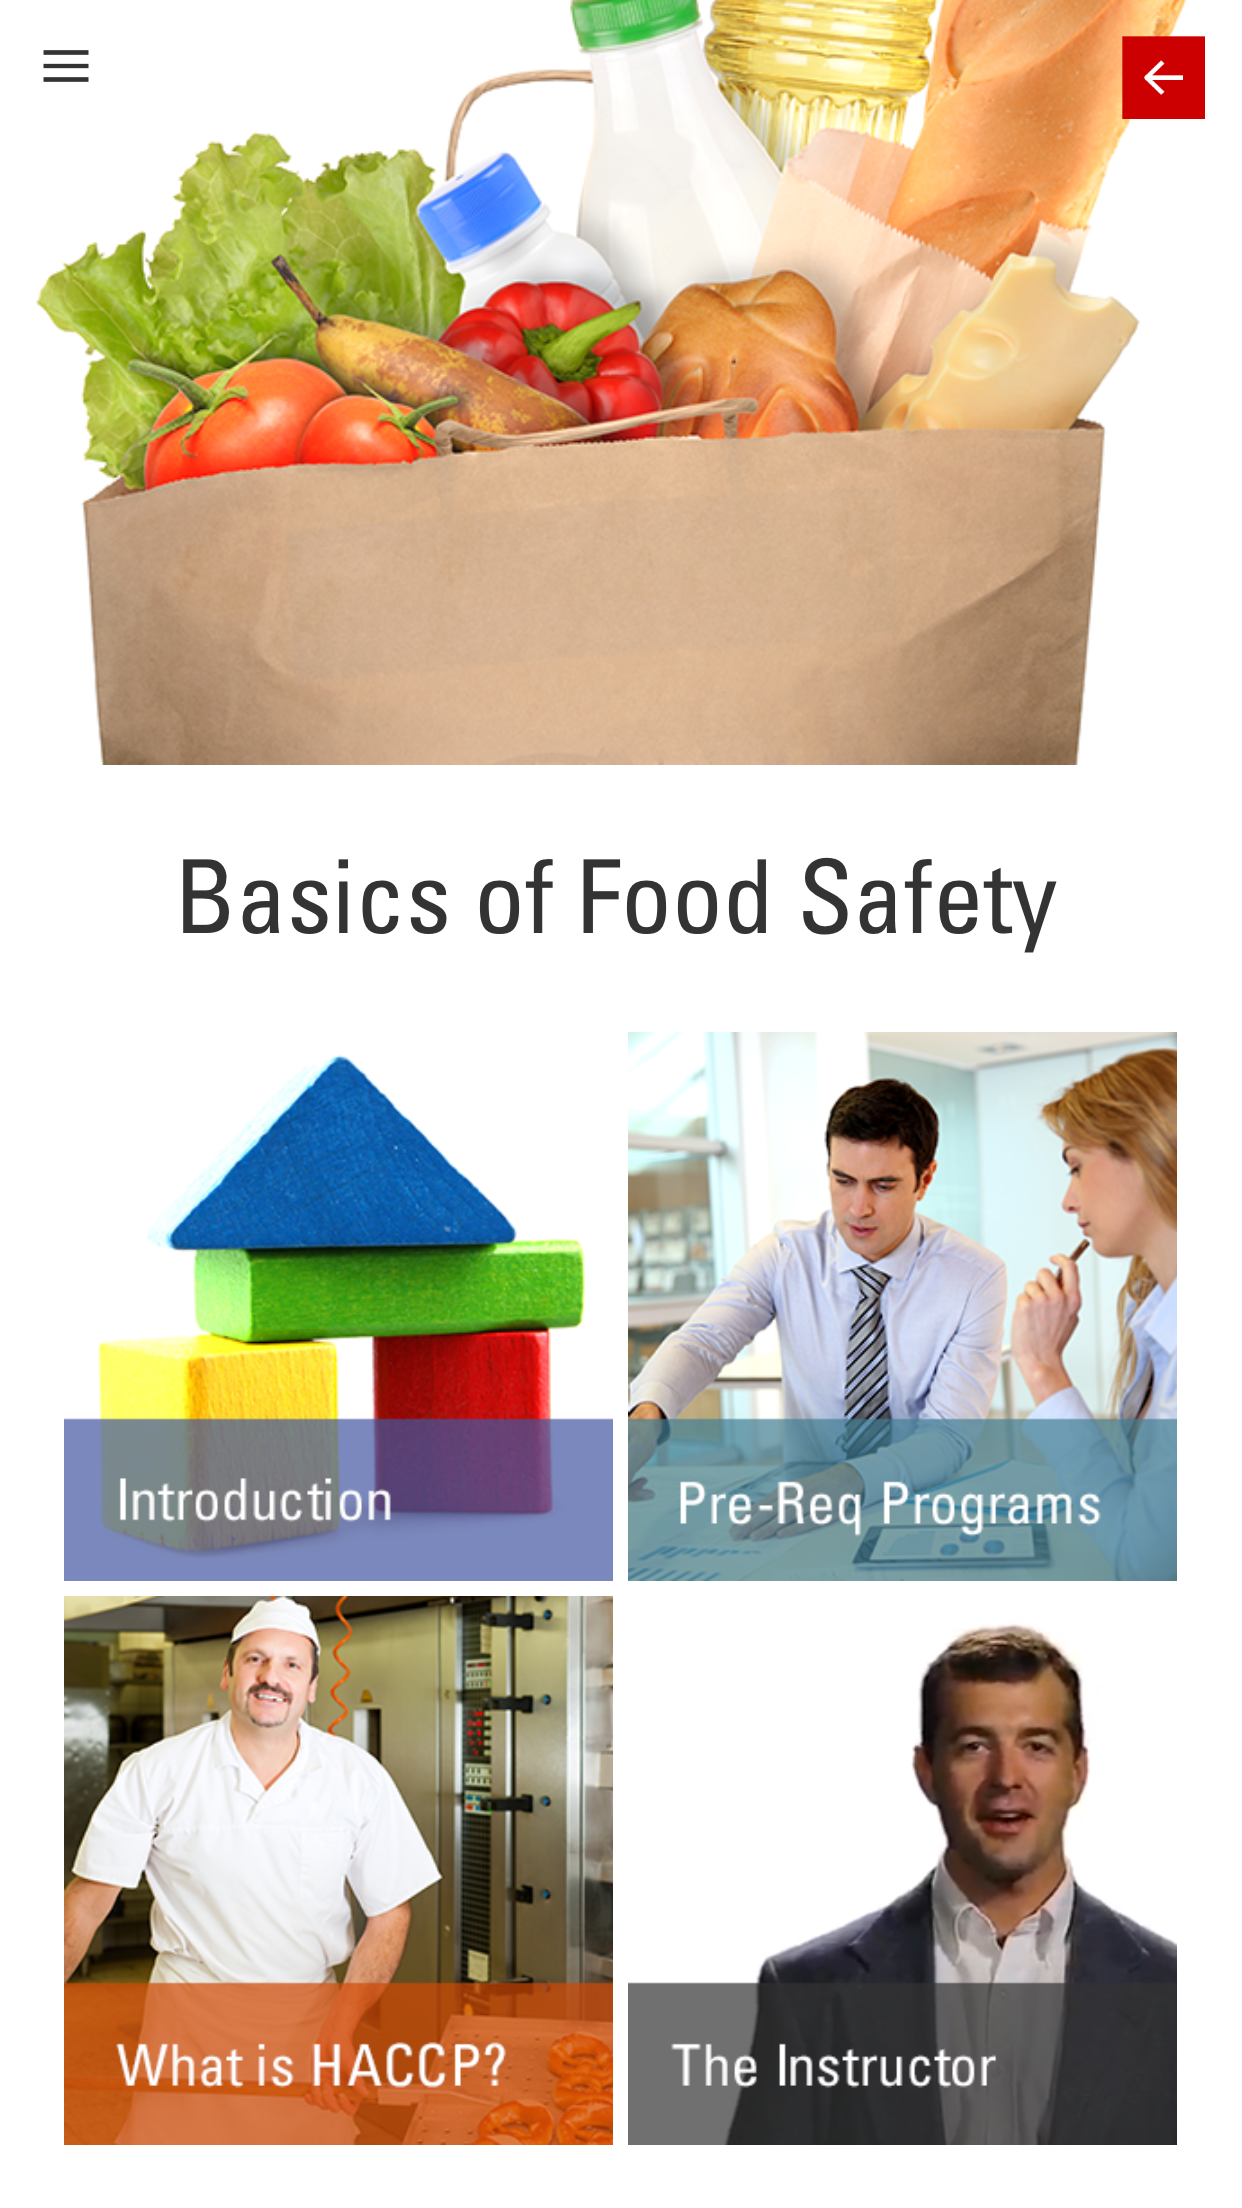 Basics of Food Safety
Introduction
Pre-Req Programs
What is HACCP?
The Instructor